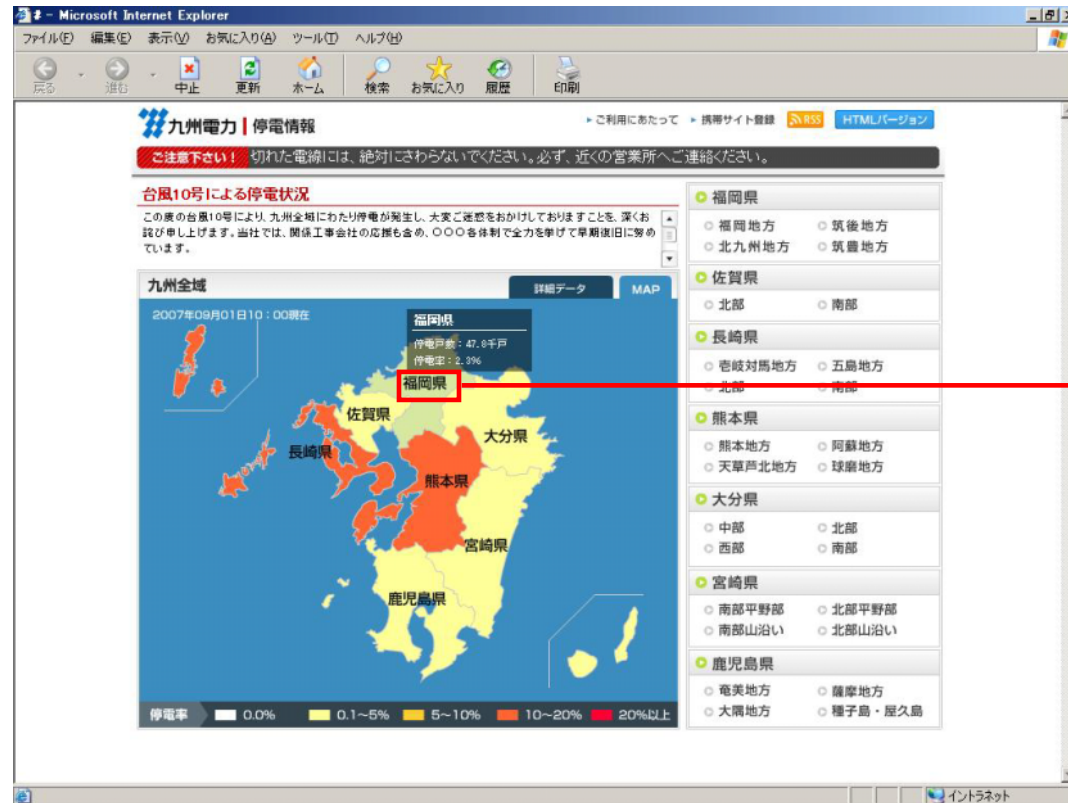 - Microsoft Internet Explorer
ファイル(F) 編集(E) 表示(V) お気に入り(A) ツール(T) ヘルプ(H)
戻る 進む 中止 更新 ホーム 検索 お気に入り 履歴 印刷
九州電力 停電情報
ご利用にあたって 携帯サイト登録 RSS HTMLバージョン
ご注意下さい! 切れた電線には、絶対にさわらないでください。必ず、近くの営業所へご連絡ください。
台風10号による停電状況
この度の台風10号により、九州全域にわたり停電が発生し、大変ご迷惑をおかけしておりますことを、深くお
詫び申し上げます。当社では、関係工事会社の応援も含め、〇〇〇各体制で全力を挙げて早期復旧に努め
ています。
九州全域 詳細データ MAP
2007年09月01日10:00現在
福岡県
停電戸数:47.8千戸
停電率:2.3%
福岡県
佐賀県
大分県
長崎県
熊本県
宮崎県
鹿児島県
停電率 0.0% 0.1~5% 5~10% 10~20% 20%以上
福岡県
福岡地方 筑後地方
北九州地方 筑豊地方
佐賀県
北部 南部
長崎県
壱岐対馬地方 五島地方
北部 南部
熊本県
熊本地方 阿蘇地方
天草芦北地方 球磨地方
大分県
中部 北部
西部 南部
宮崎県
南部平野部 北部平野部
南部山沿い 北部山沿い
鹿児島県
奄美地方 薩摩地方
大隅地方 種子島・屋久島
イントラネット